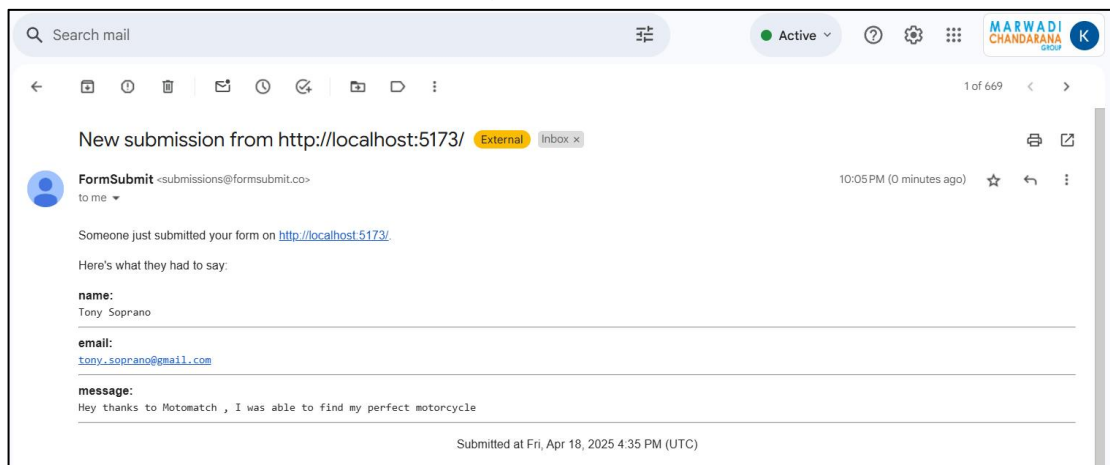 Search mail
Active
MARWADI
CHANDARANA
GROUP
K
1 of 669
New submission from http://localhost:5173/ External Inbox ×
FormSubmit <submissions@formsubmit.co>
10:05 PM (0 minutes ago)
to me
Someone just submitted your form on http://localhost:5173/.
Here's what they had to say:
name:
Tony Soprano
email:
tony.soprano@gmail.com
message:
Hey thanks to Motomatch , I was able to find my perfect motorcycle
Submitted at Fri, Apr 18, 2025 4:35 PM (UTC)